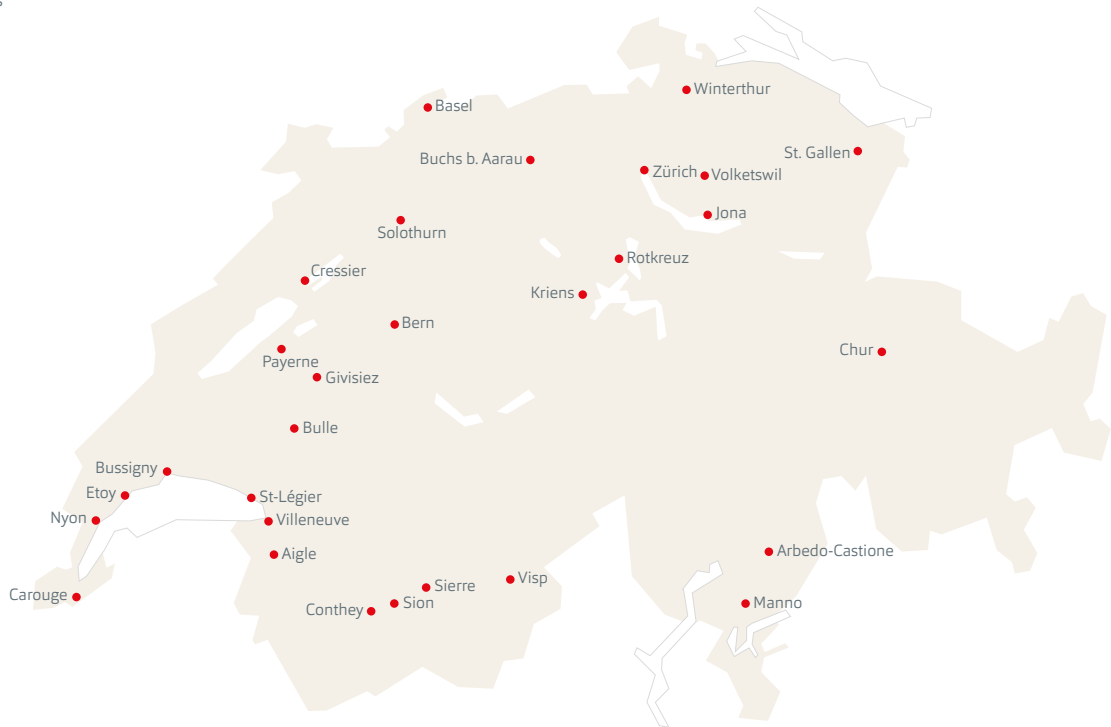 Winterthur
Basel
St. Gallen
Buchs b. Aarau
Zürich
Volketswil
Jona
Solothurn
Rotkreuz
Cressier
Kriens
Bern
Chur
Payerne
Givisiez
Bulle
Bussigny
Etoy
St-Légier
Nyon
Villeneuve
Arbedo-Castione
Aigle
Visp
Sierre
Carouge
Sion
Manno
Conthey